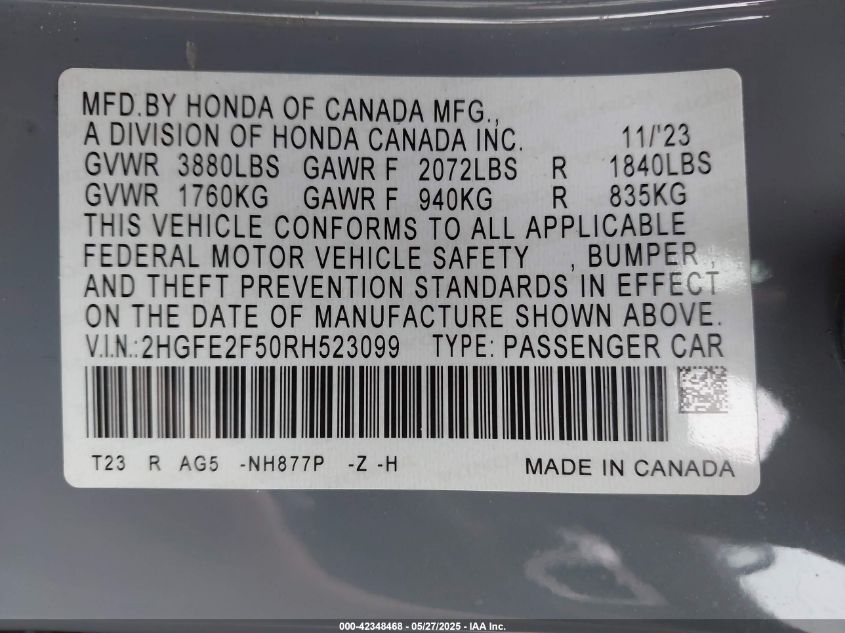 MFD.BY HONDA OF CANADA MFG.,
A DIVISION OF HONDA CANADA INC. 11/'23
GVWR 3880LBS GAWR F 2072LBS R 1840LBS
GVWR 1760KG GAWR F 940KG R 835KG
THIS VEHICLE CONFORMS TO ALL APPLICABLE
FEDERAL MOTOR VEHICLE SAFETY , BUMPER ,
AND THEFT PREVENTION STANDARDS IN EFFECT
ON THE DATE OF MANUFACTURE SHOWN ABOVE.
V.I.N.:2HGFE2F50RH523099 TYPE: PASSENGER CAR
T23 R AG5 -NH877P -Z -H MADE IN CANADA
000-42348468 - 05/27/2025 - IAA Inc.